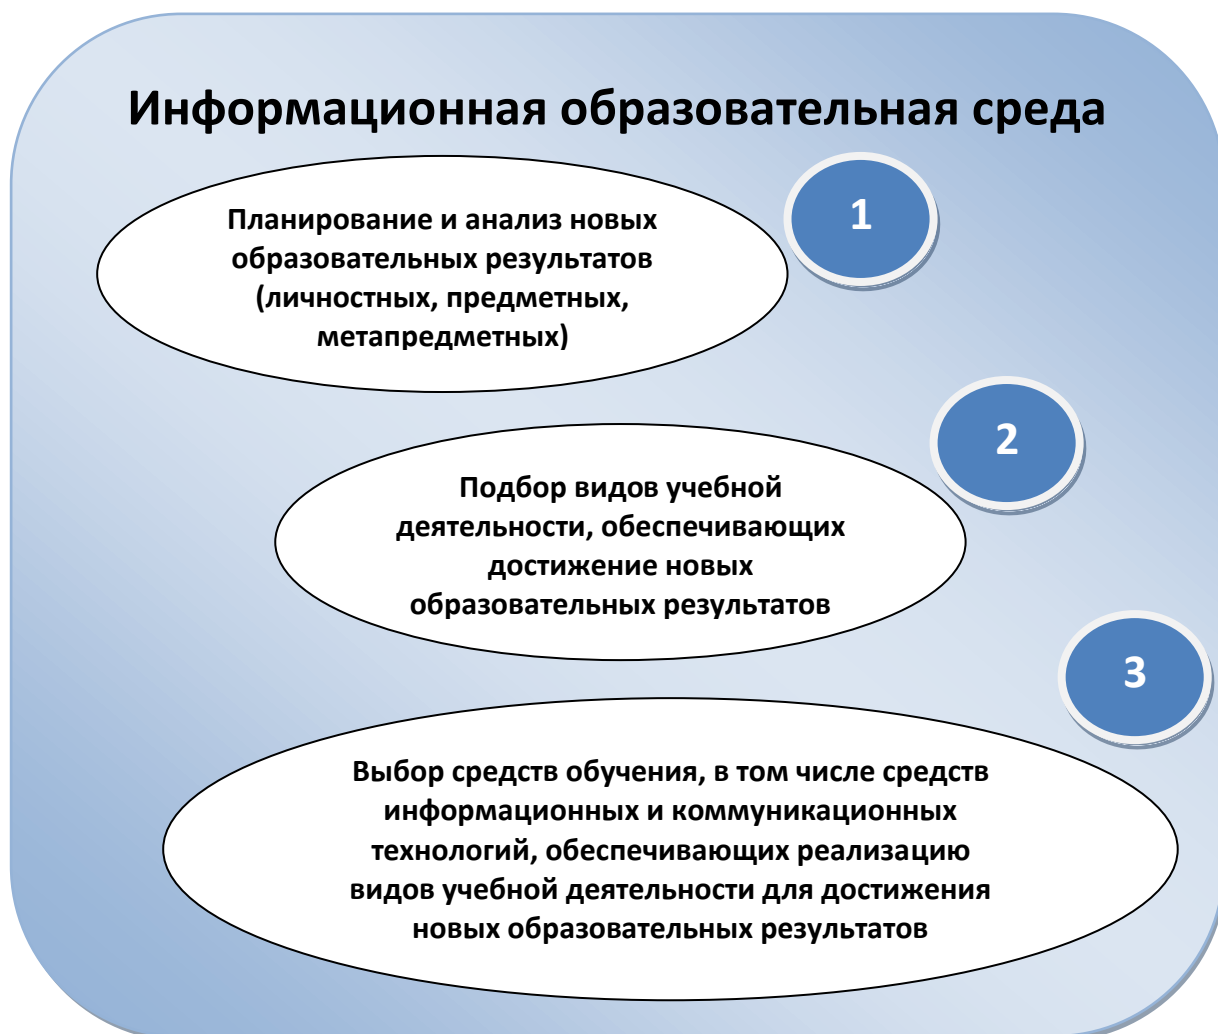 Информационная образовательная среда
1
Планирование и анализ новых
образовательных результатов
(личностных, предметных,
метапредметных)
2
Подбор видов учебной
деятельности, обеспечивающих
достижение новых
образовательных результатов
3
Выбор средств обучения, в том числе средств
информационных и коммуникационных
технологий, обеспечивающих реализацию
видов учебной деятельности для достижения
новых образовательных результатов